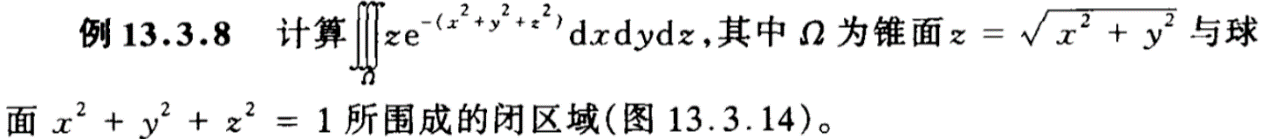 例 13.3.8 计算∭_Ω ze^{-(x²+y²+z²)}dxdydz,其中 Ω 为锥面 z = √(x² + y²) 与球
面 x² + y² + z² = 1 所围成的闭区域(图 13.3.14)。